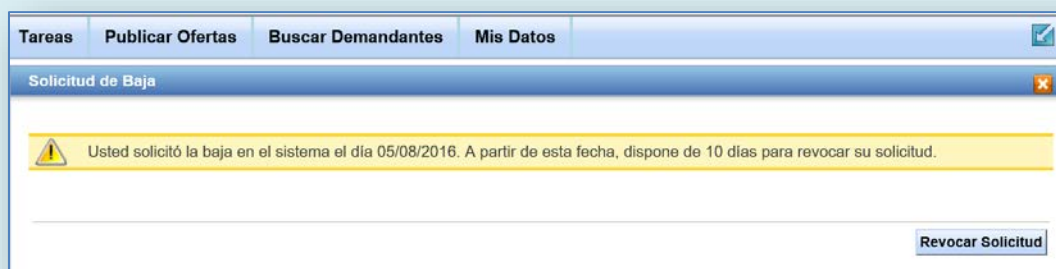 Tareas Publicar Ofertas Buscar Demandantes Mis Datos
Solicitud de Baja
Usted solicitó la baja en el sistema el día 05/08/2016. A partir de esta fecha, dispone de 10 días para revocar su solicitud.
Revocar Solicitud